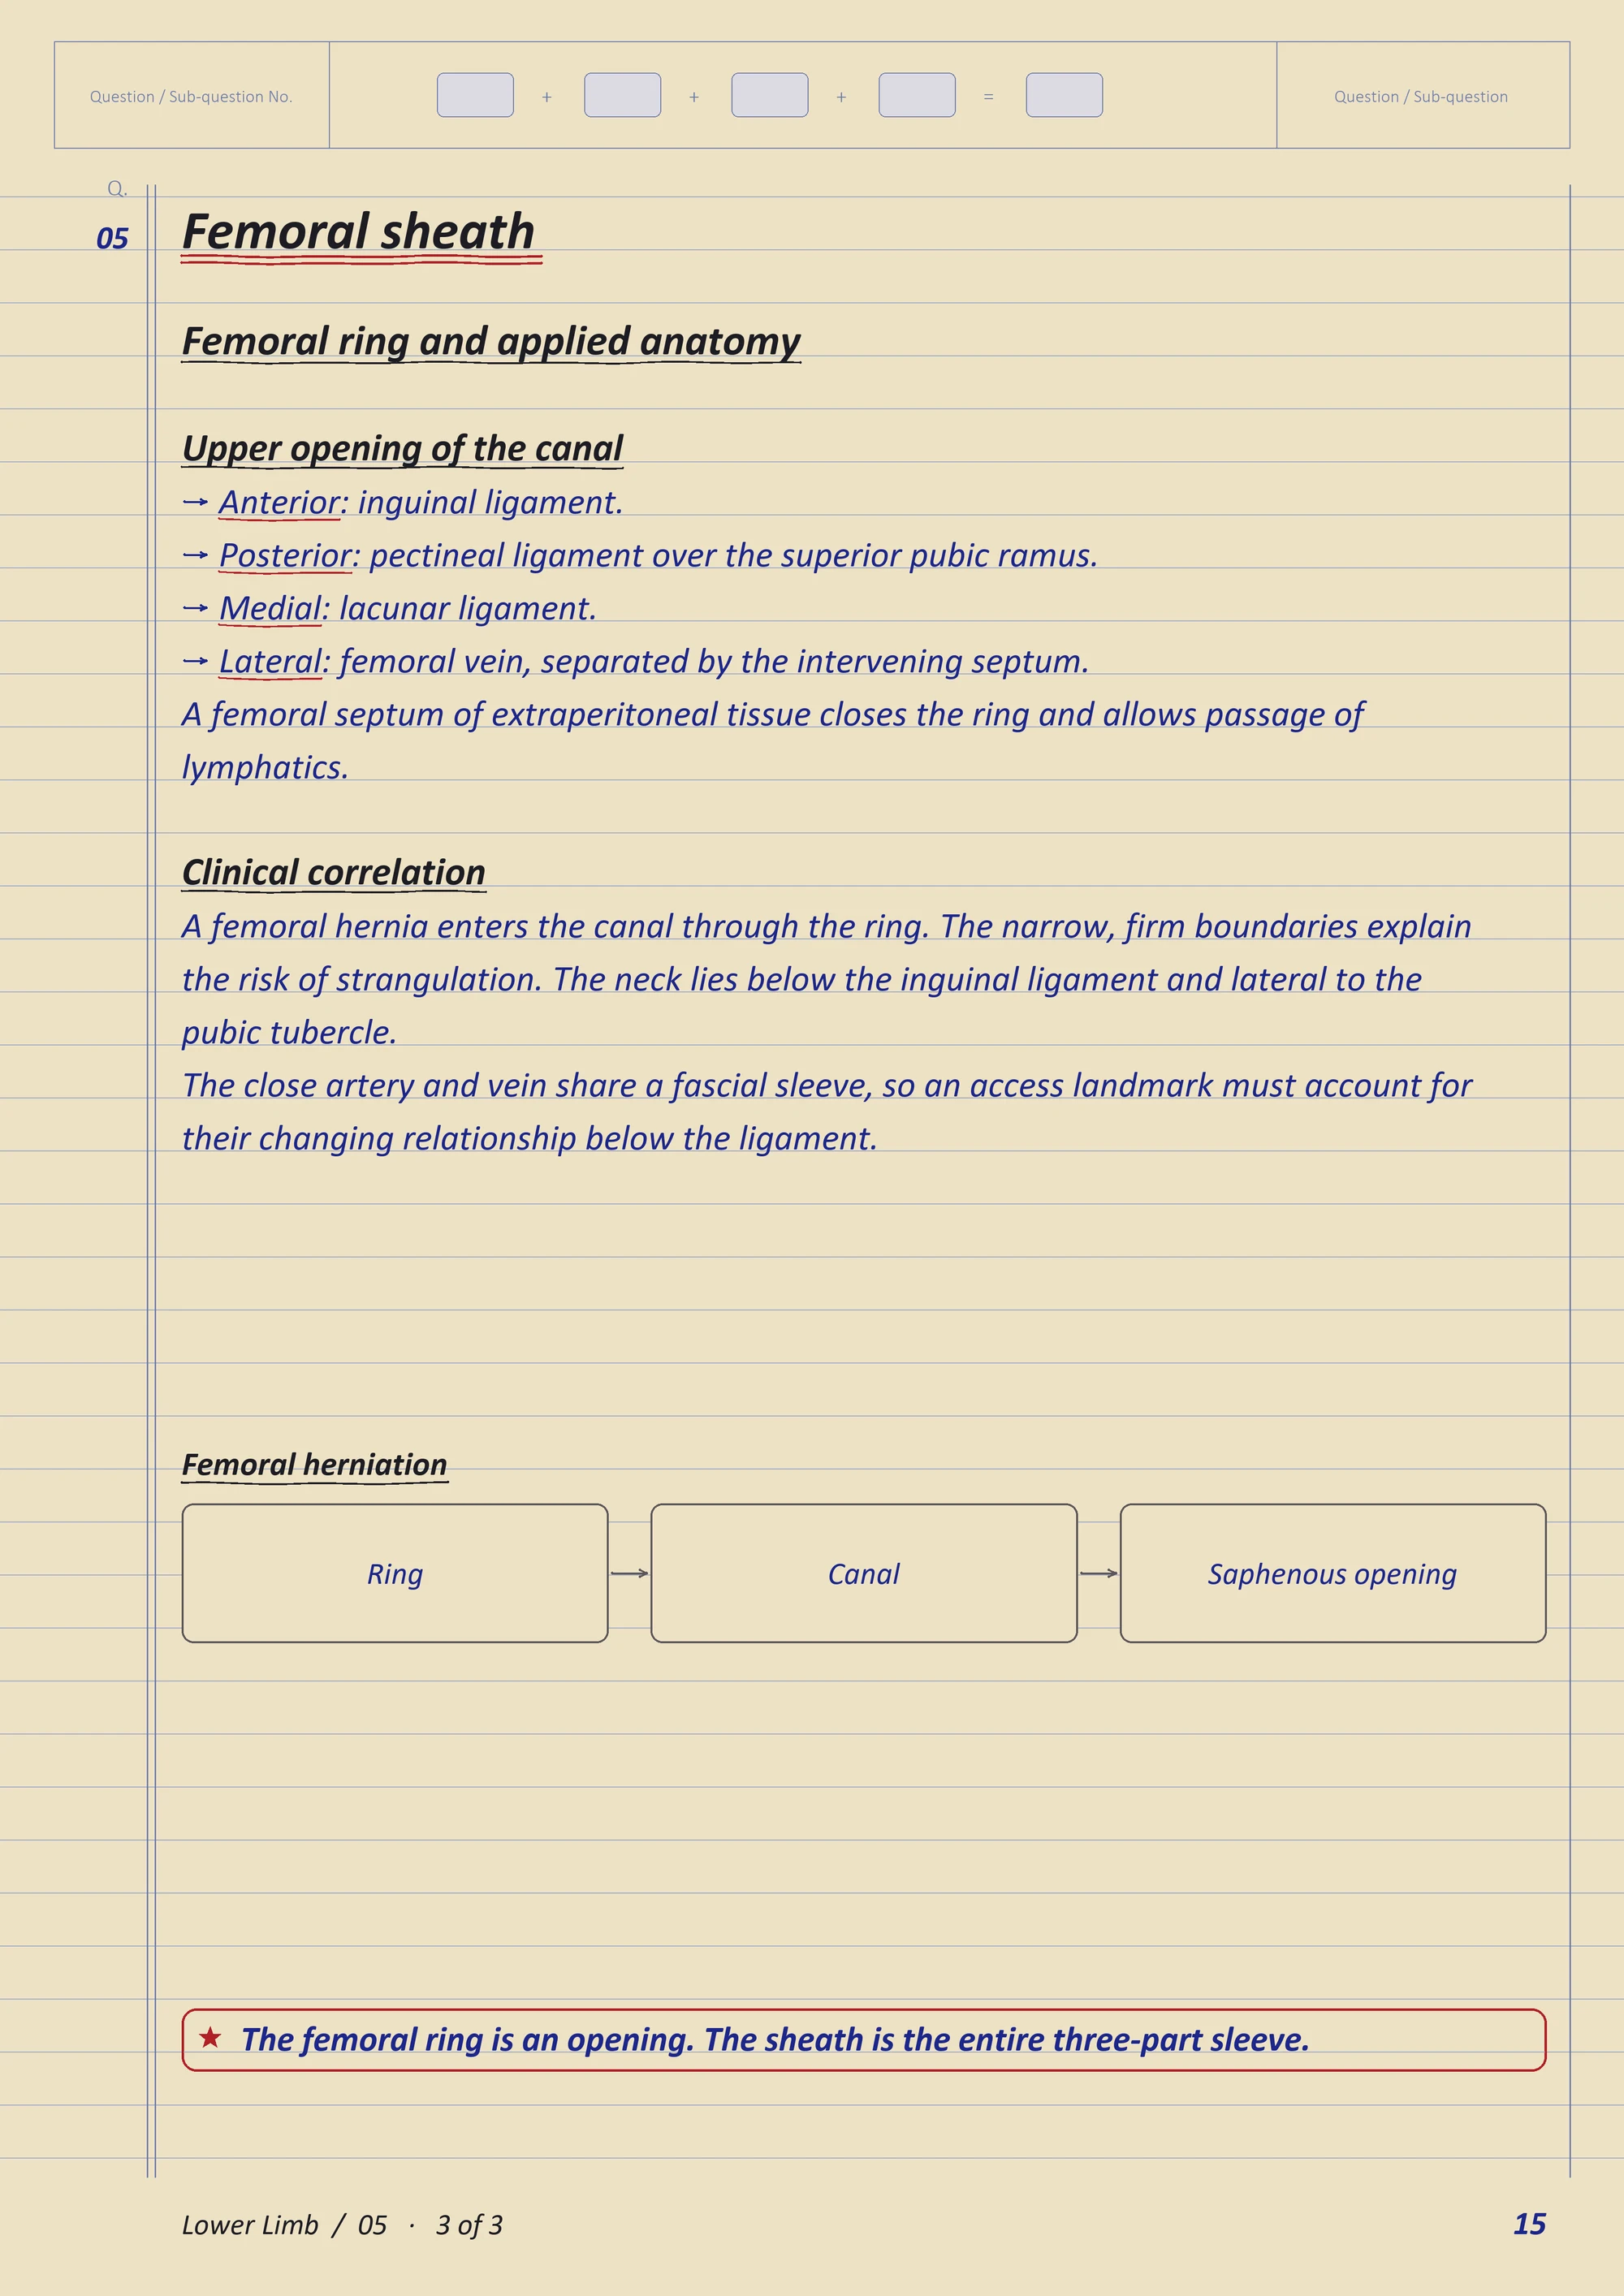 Question / Sub-question No.
+ + + =
Question / Sub-question
Q.
05
Femoral sheath
Femoral ring and applied anatomy
Upper opening of the canal
→ Anterior: inguinal ligament.
→ Posterior: pectineal ligament over the superior pubic ramus.
→ Medial: lacunar ligament.
→ Lateral: femoral vein, separated by the intervening septum.
A femoral septum of extraperitoneal tissue closes the ring and allows passage of
lymphatics.
Clinical correlation
A femoral hernia enters the canal through the ring. The narrow, firm boundaries explain
the risk of strangulation. The neck lies below the inguinal ligament and lateral to the
pubic tubercle.
The close artery and vein share a fascial sleeve, so an access landmark must account for
their changing relationship below the ligament.
Femoral herniation
Ring → Canal → Saphenous opening
★ The femoral ring is an opening. The sheath is the entire three-part sleeve.
Lower Limb / 05 · 3 of 3
15